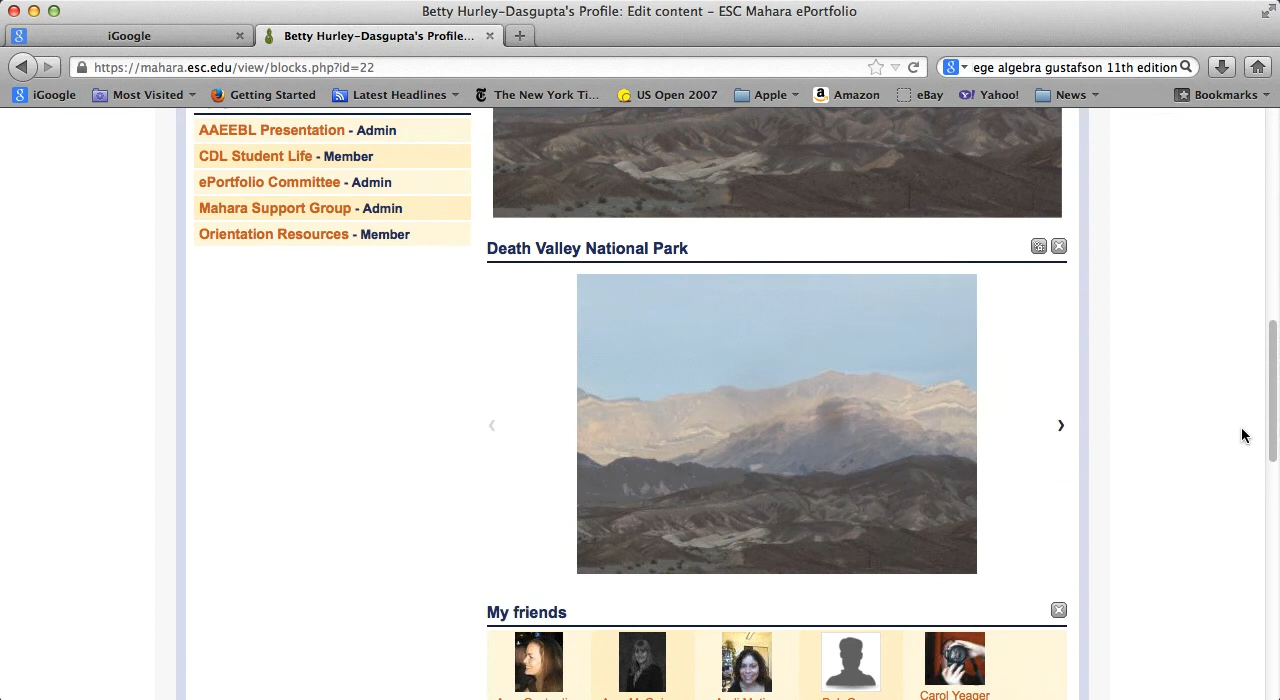 Betty Hurley-Dasgupta's Profile: Edit content - ESC Mahara ePortfolio
iGoogle
Betty Hurley-Dasgupta's Profile...
https://mahara.esc.edu/view/blocks.php?id=22
ege algebra gustafson 11th edition
iGoogle Most Visited Getting Started Latest Headlines The New York Ti... US Open 2007 Apple Amazon eBay Yahoo! News Bookmarks
AAEEBL Presentation - Admin
CDL Student Life - Member
ePortfolio Committee - Admin
Mahara Support Group - Admin
Orientation Resources - Member
Death Valley National Park
My friends
Carol Yeager